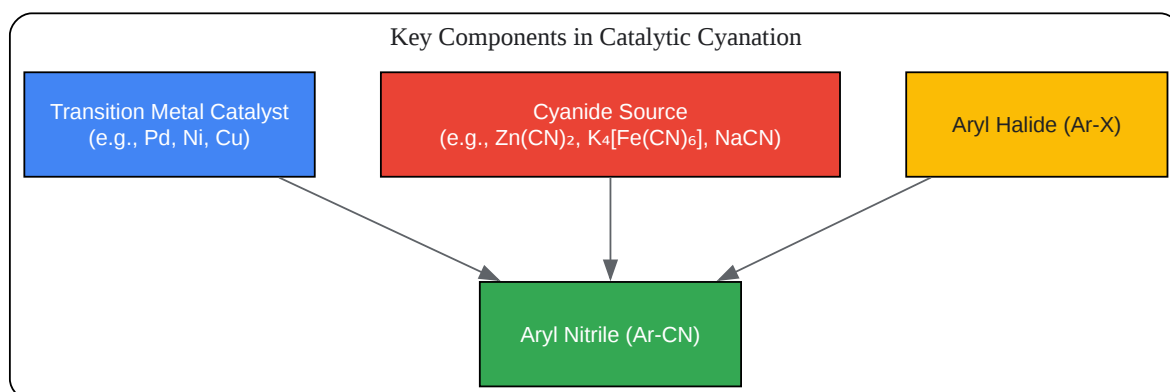 Key Components in Catalytic Cyanation
Transition Metal Catalyst
(e.g., Pd, Ni, Cu)
Cyanide Source
(e.g., Zn(CN)₂, K₄[Fe(CN)₆], NaCN)
Aryl Halide (Ar-X)
Aryl Nitrile (Ar-CN)